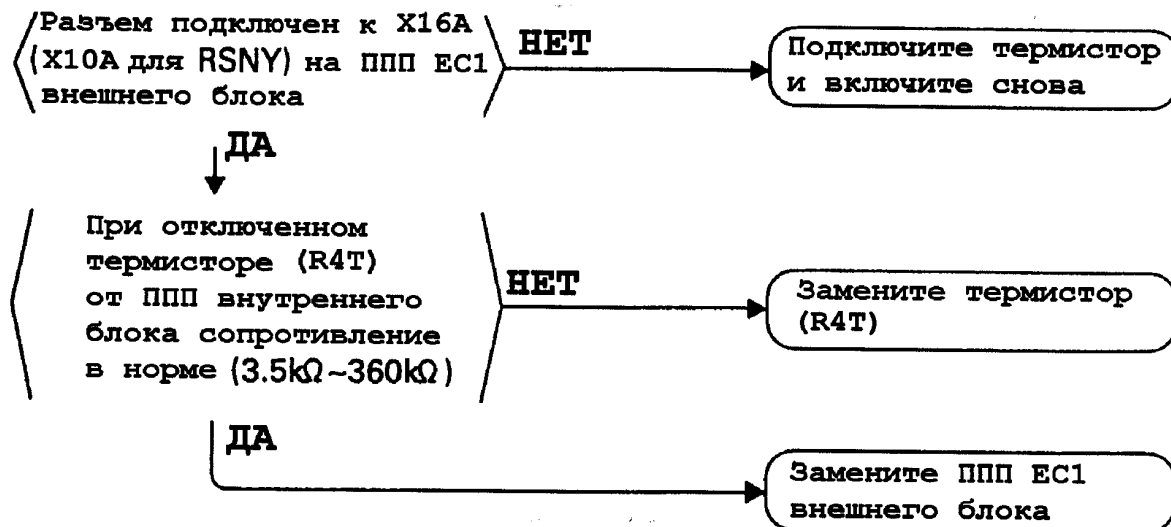 Разъем подключен к X16A
(X10A для RSNY) на ППП EC1
внешнего блока
НЕТ
Подключите термистор
и включите снова
ДА
При отключенном
термисторе (R4T)
от ППП внутреннего
блока сопротивление
в норме (3.5kΩ~360kΩ)
НЕТ
Замените термистор
(R4T)
ДА
Замените ППП EC1
внешнего блока